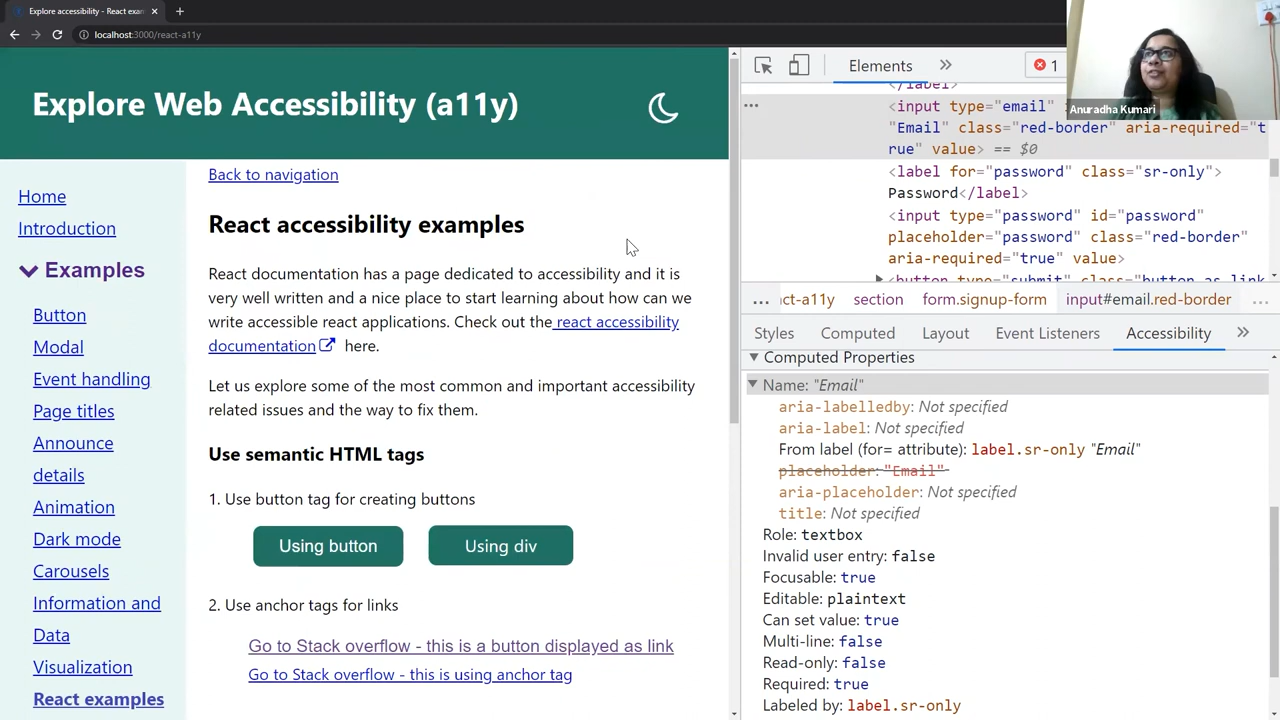 Explore accessibility - React exar
localhost:3000/react-a11y
Explore Web Accessibility (a11y)
Home
Introduction
Examples
Button
Modal
Event handling
Page titles
Announce
details
Animation
Dark mode
Carousels
Information and
Data
Visualization
React examples
Back to navigation
React accessibility examples
React documentation has a page dedicated to accessibility and it is
very well written and a nice place to start learning about how can we
write accessible react applications. Check out the react accessibility
documentation here.
Let us explore some of the most common and important accessibility
related issues and the way to fix them.
Use semantic HTML tags
1. Use button tag for creating buttons
Using button
Using div
2. Use anchor tags for links
Go to Stack overflow - this is a button displayed as link
Go to Stack overflow - this is using anchor tag
Elements
1
Anuradha Kumari
</label>
<input type="email"
"Email" class="red-border" aria-required="t
rue" value> == $0
<label for="password" class="sr-only">
Password</label>
<input type="password" id="password"
placeholder="password" class="red-border"
aria-required="true" value>
<button type="submit" class="button as link
... ct-a11y section form.signup-form input#email.red-border ...
Styles Computed Layout Event Listeners Accessibility
Computed Properties
Name: "Email"
aria-labelledby: Not specified
aria-label: Not specified
From label (for= attribute): label.sr-only "Email"
placeholder: "Email"
aria-placeholder: Not specified
title: Not specified
Role: textbox
Invalid user entry: false
Focusable: true
Editable: plaintext
Can set value: true
Multi-line: false
Read-only: false
Required: true
Labeled by: label.sr-only